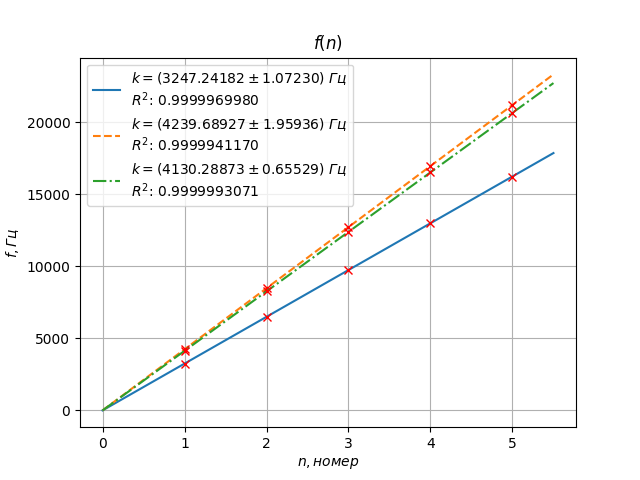 f(n)
k = (3247.24182 ± 1.07230) Гц
R²: 0.9999969980
k = (4239.68927 ± 1.95936) Гц
R²: 0.9999941170
k = (4130.28873 ± 0.65529) Гц
R²: 0.9999993071
20000
15000
10000
5000
0
f, Гц
0 1 2 3 4 5
n, номер